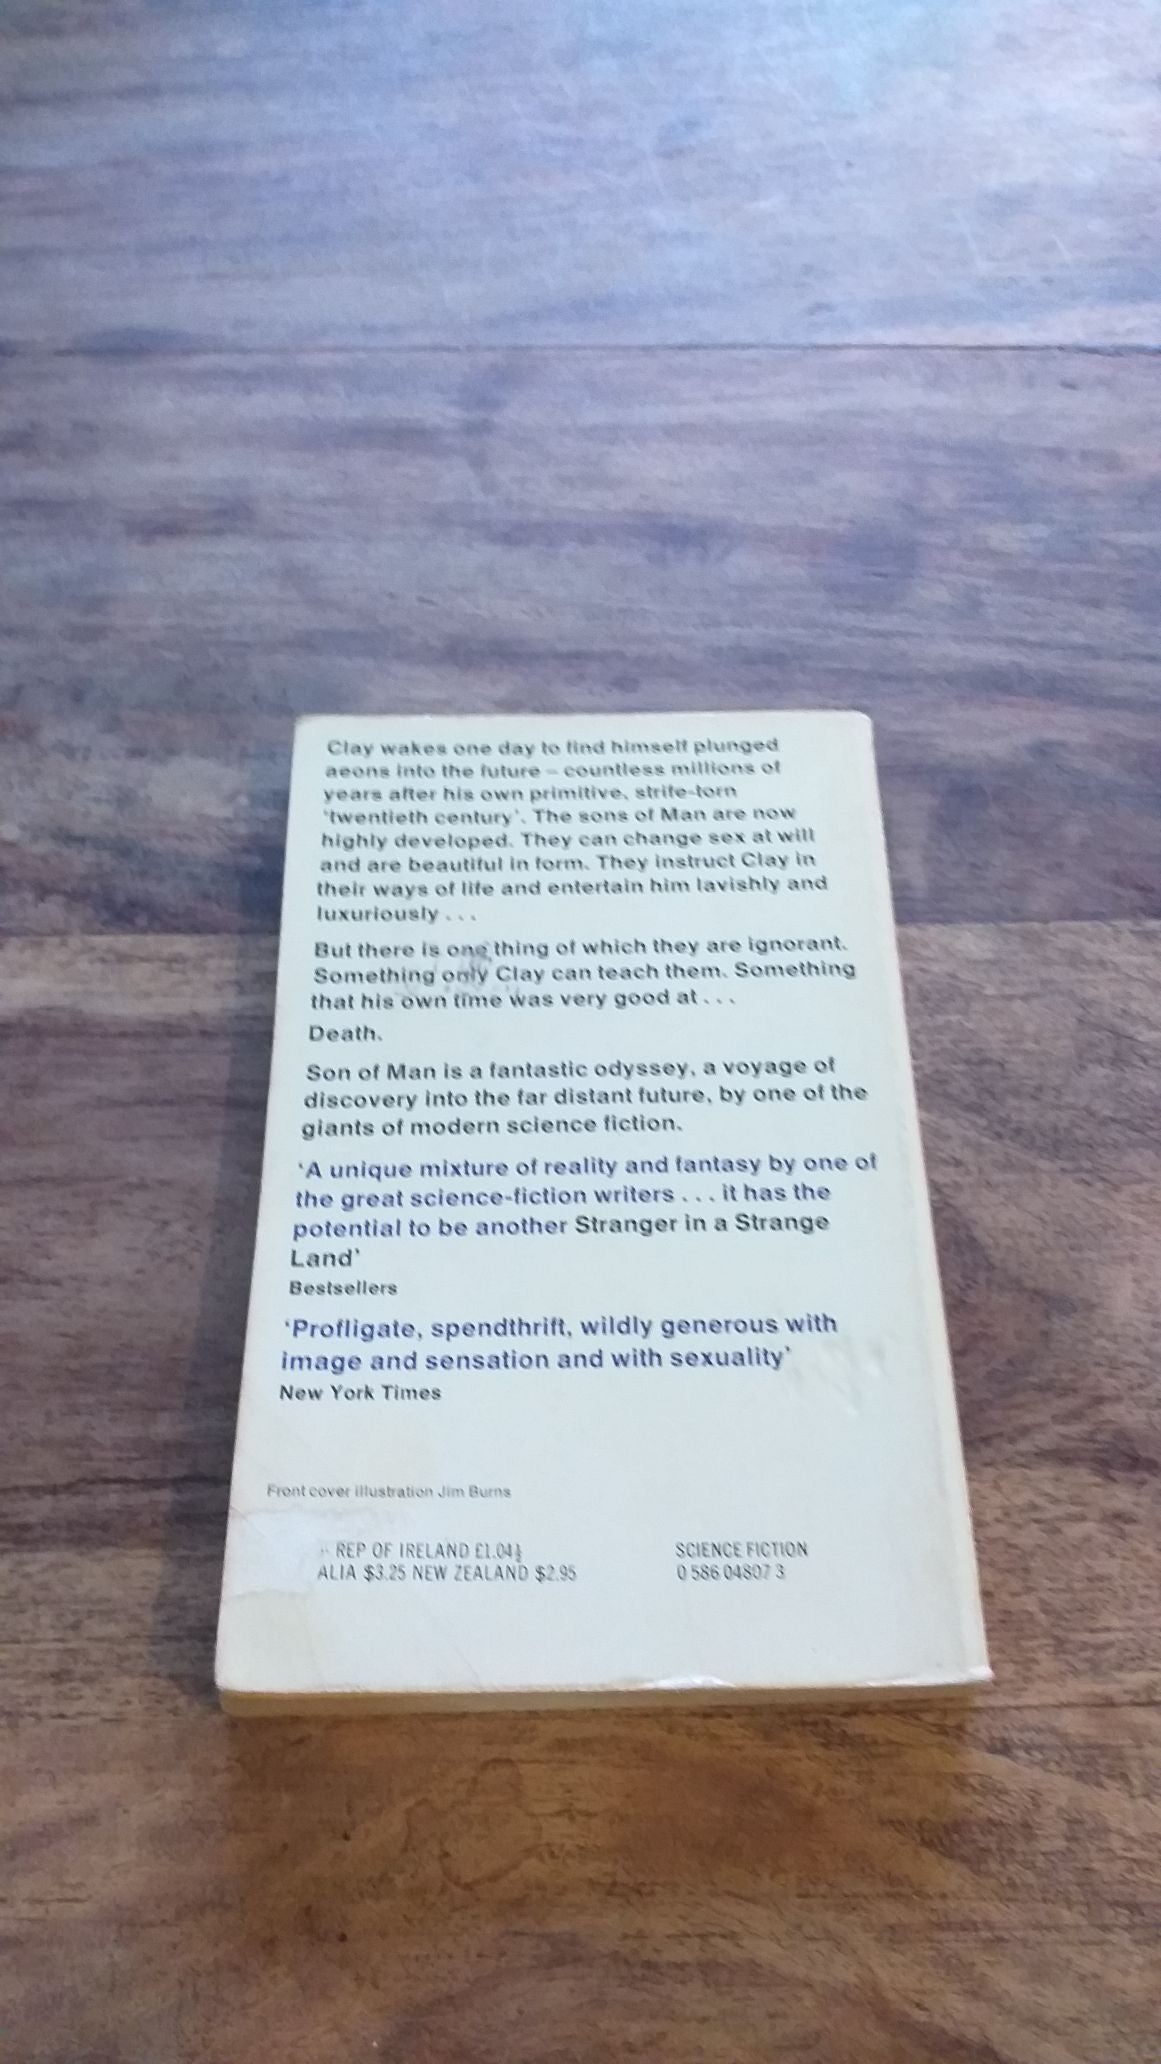 Clay wakes one day to find himself plunged
aeons into the future – countless millions of
years after his own primitive, strife-torn
'twentieth century'. The sons of Man are now
highly developed. They can change sex at will
and are beautiful in form. They instruct Clay in
their ways of life and entertain him lavishly and
luxuriously . . .
But there is one thing of which they are ignorant.
Something only Clay can teach them. Something
that his own time was very good at . . .
Death.
Son of Man is a fantastic odyssey, a voyage of
discovery into the far distant future, by one of the
giants of modern science fiction.
'A unique mixture of reality and fantasy by one of
the great science-fiction writers . . . it has the
potential to be another Stranger in a Strange
Land'
Bestsellers
'Profligate, spendthrift, wildly generous with
image and sensation and with sexuality'
New York Times
Front cover illustration Jim Burns
REP OF IRELAND £1.04½
ALIA $3.25 NEW ZEALAND $2.95
SCIENCE FICTION
0 586 04807 3